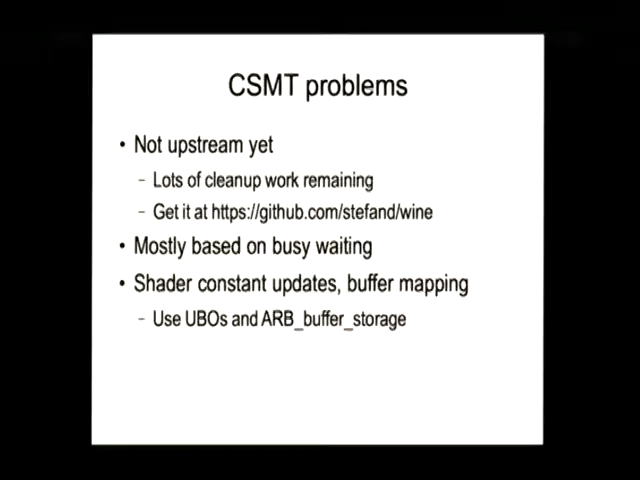 CSMT problems
• Not upstream yet
– Lots of cleanup work remaining
– Get it at https://github.com/stefand/wine
• Mostly based on busy waiting
• Shader constant updates, buffer mapping
– Use UBOs and ARB_buffer_storage